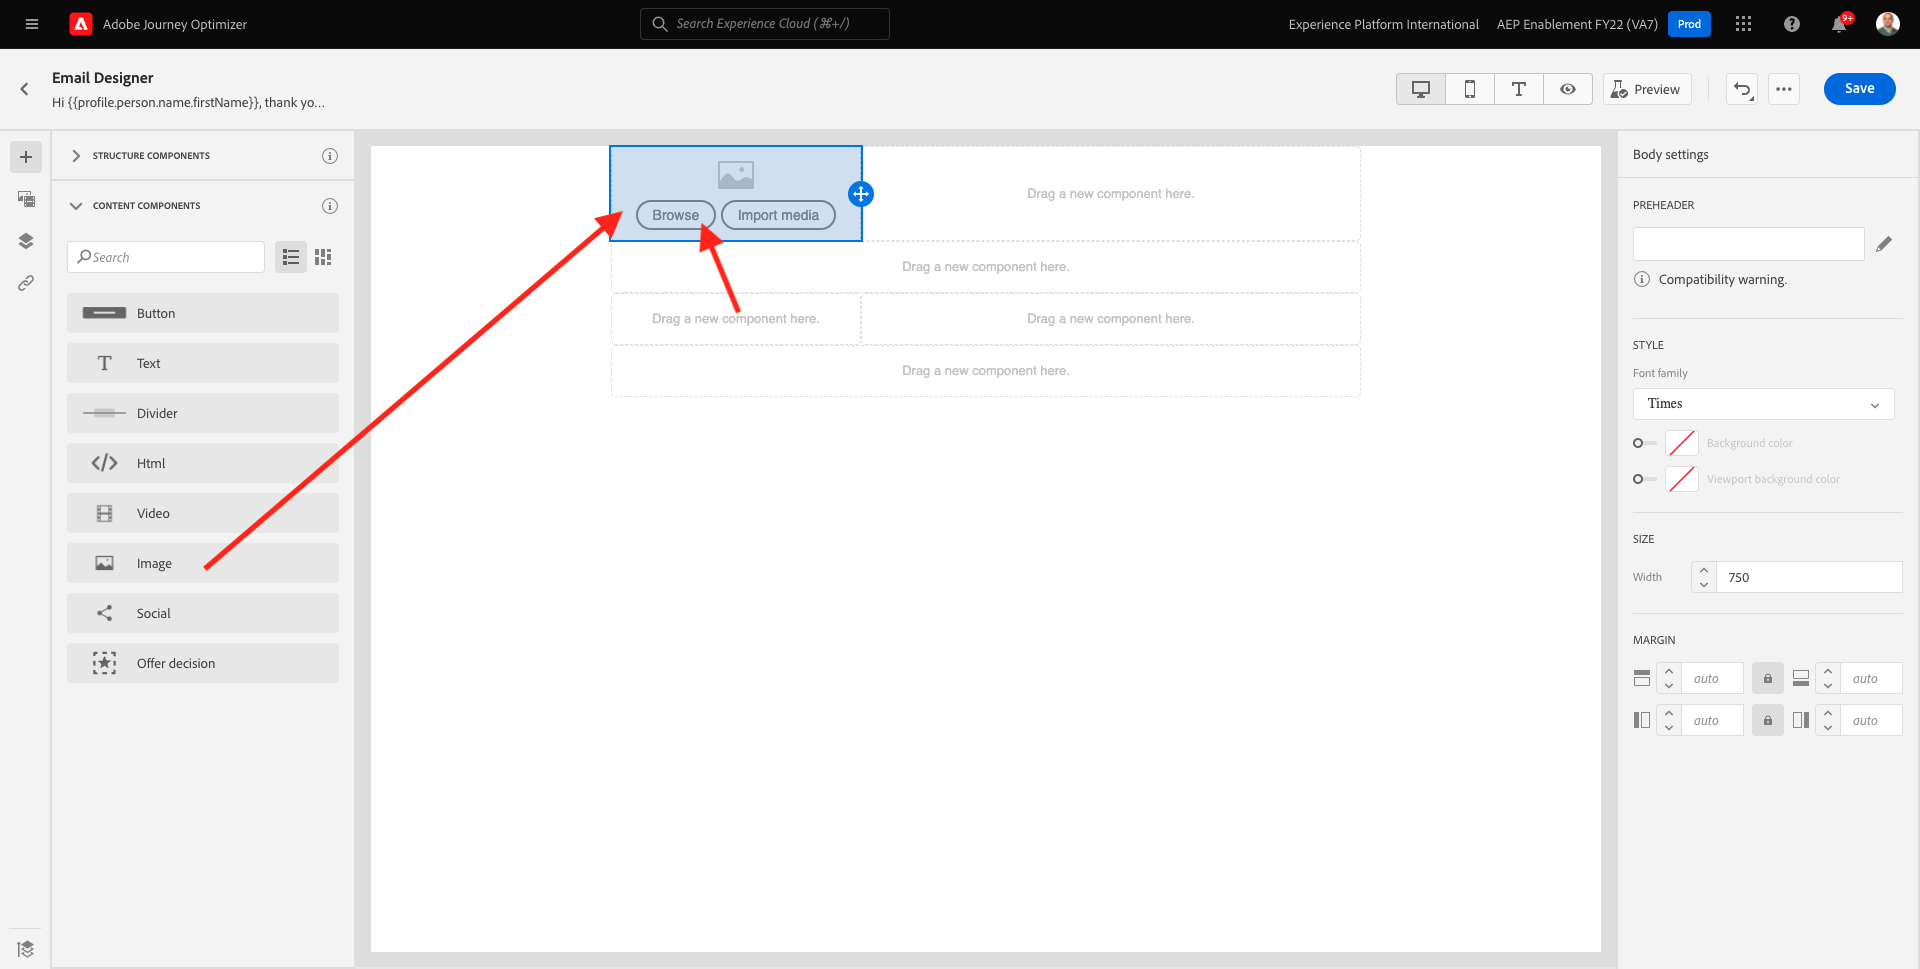 Adobe Journey Optimizer
Search Experience Cloud (⌘+/)
Experience Platform International
AEP Enablement FY22 (VA7)
Prod
9+
Email Designer
Hi {{profile.person.name.firstName}}, thank yo...
Preview
Save
STRUCTURE COMPONENTS
CONTENT COMPONENTS
Search
Button
Text
Divider
Html
Video
Image
Social
Offer decision
Browse
Import media
Drag a new component here.
Drag a new component here.
Drag a new component here.
Drag a new component here.
Drag a new component here.
Body settings
PREHEADER
Compatibility warning.
STYLE
Font family
Times
Background color
Viewport background color
SIZE
Width
750
MARGIN
auto
auto
auto
auto